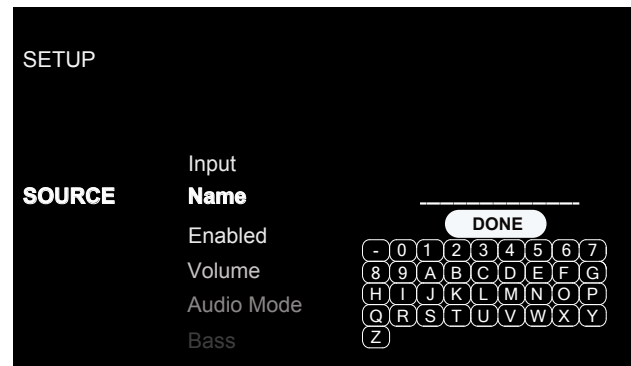 SETUP
Input
SOURCE Name _____________
DONE
Enabled
- 0 1 2 3 4 5 6 7
Volume
8 9 A B C D E F G
H I J K L M N O P
Audio Mode
Q R S T U V W X Y
Bass
Z